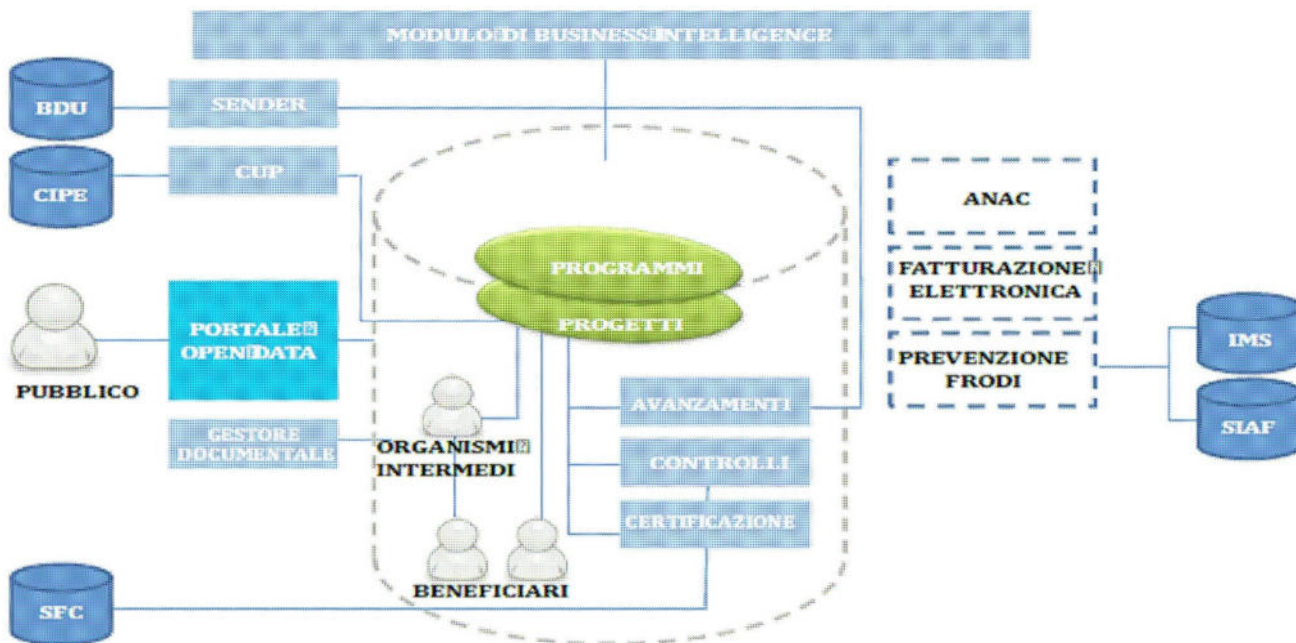 MODULO DI BUSINESS INTELLIGENCE
BDU
SENDER
CIPE
CUP
ANAC
PROGRAMMI
PROGETTI
FATTURAZIONE
ELETTRONICA
PUBBLICO
PORTALE
OPEN DATA
PREVENZIONE
FRODI
IMS
SIAF
AVANZAMENTI
GESTORE
DOCUMENTALE
ORGANISMI
INTERMEDI
CONTROLLI
CERTIFICAZIONE
BENEFICIARI
SFC